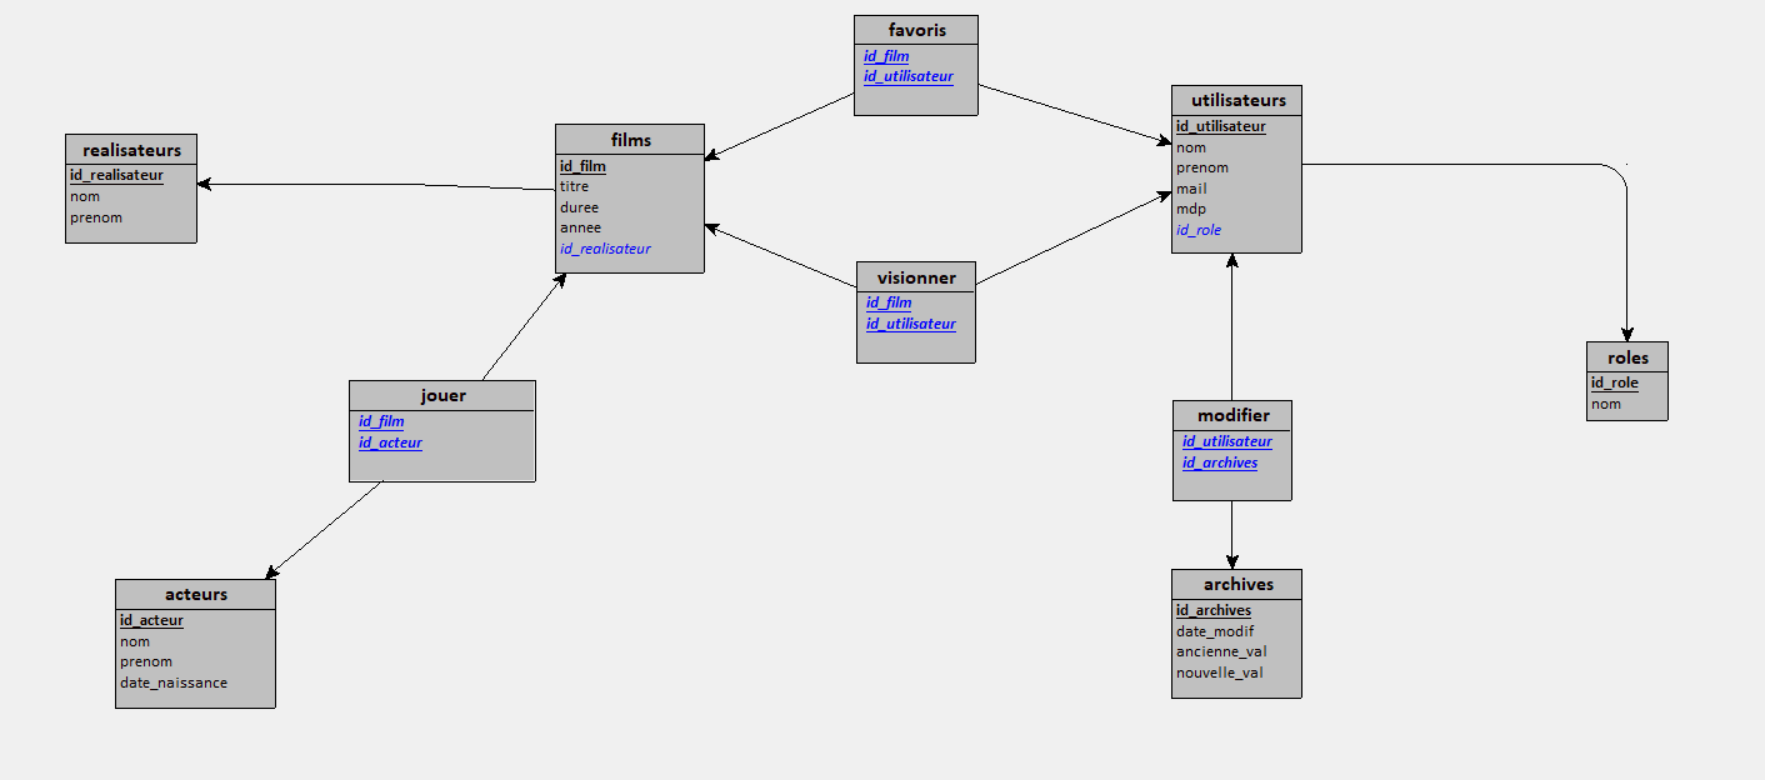 favoris
id_film
id_utilisateur
utilisateurs
id_utilisateur
nom
prenom
mail
mdp
id_role
films
id_film
titre
duree
annee
id_realisateur
realisateurs
id_realisateur
nom
prenom
visionner
id_film
id_utilisateur
roles
id_role
nom
jouer
id_film
id_acteur
modifier
id_utilisateur
id_archives
archives
id_archives
date_modif
ancienne_val
nouvelle_val
acteurs
id_acteur
nom
prenom
date_naissance